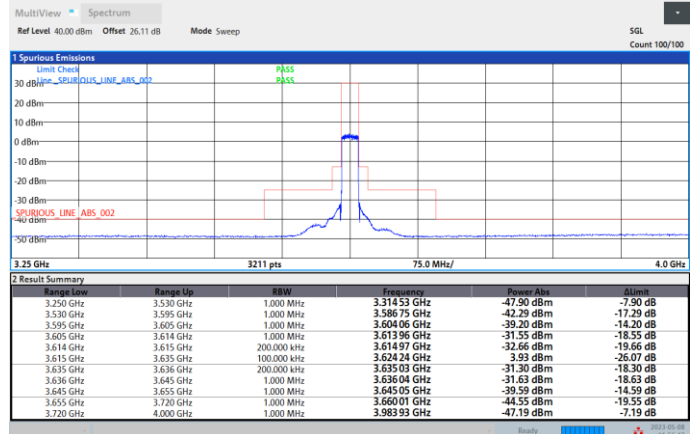 MultiView Spectrum
Ref Level 40.00 dBm Offset 26.11 dB Mode Sweep SGL
Count 100/100
1 Spurious Emissions
Limit Check PASS
Line _SPURIOUS_LINE_ABS_002 PASS
30 dBm
20 dBm
10 dBm
0 dBm
-10 dBm
-20 dBm
-30 dBm
SPURIOUS_LINE_ABS_002
-40 dBm
-50 dBm
3.25 GHz 3211 pts 75.0 MHz/ 4.0 GHz
2 Result Summary
Range Low Range Up RBW Frequency Power Abs ΔLimit
3.250 GHz 3.530 GHz 1.000 MHz 3.314 53 GHz -47.90 dBm -7.90 dB
3.530 GHz 3.595 GHz 1.000 MHz 3.586 75 GHz -42.29 dBm -17.29 dB
3.595 GHz 3.605 GHz 1.000 MHz 3.604 06 GHz -39.20 dBm -14.20 dB
3.605 GHz 3.614 GHz 1.000 MHz 3.613 96 GHz -31.55 dBm -18.55 dB
3.614 GHz 3.615 GHz 200.000 kHz 3.614 97 GHz -32.66 dBm -19.66 dB
3.615 GHz 3.635 GHz 100.000 kHz 3.624 24 GHz 3.93 dBm -26.07 dB
3.635 GHz 3.636 GHz 200.000 kHz 3.635 03 GHz -31.30 dBm -18.30 dB
3.636 GHz 3.645 GHz 1.000 MHz 3.636 04 GHz -31.63 dBm -18.63 dB
3.645 GHz 3.655 GHz 1.000 MHz 3.645 05 GHz -39.59 dBm -14.59 dB
3.655 GHz 3.720 GHz 1.000 MHz 3.660 01 GHz -44.55 dBm -19.55 dB
3.720 GHz 4.000 GHz 1.000 MHz 3.983 93 GHz -47.19 dBm -7.19 dB
Ready 2023-05-08